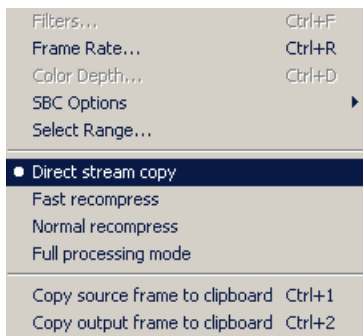 Filters... Ctrl+F
Frame Rate... Ctrl+R
Color Depth... Ctrl+D
SBC Options
Select Range...
Direct stream copy
Fast recompress
Normal recompress
Full processing mode
Copy source frame to clipboard Ctrl+1
Copy output frame to clipboard Ctrl+2